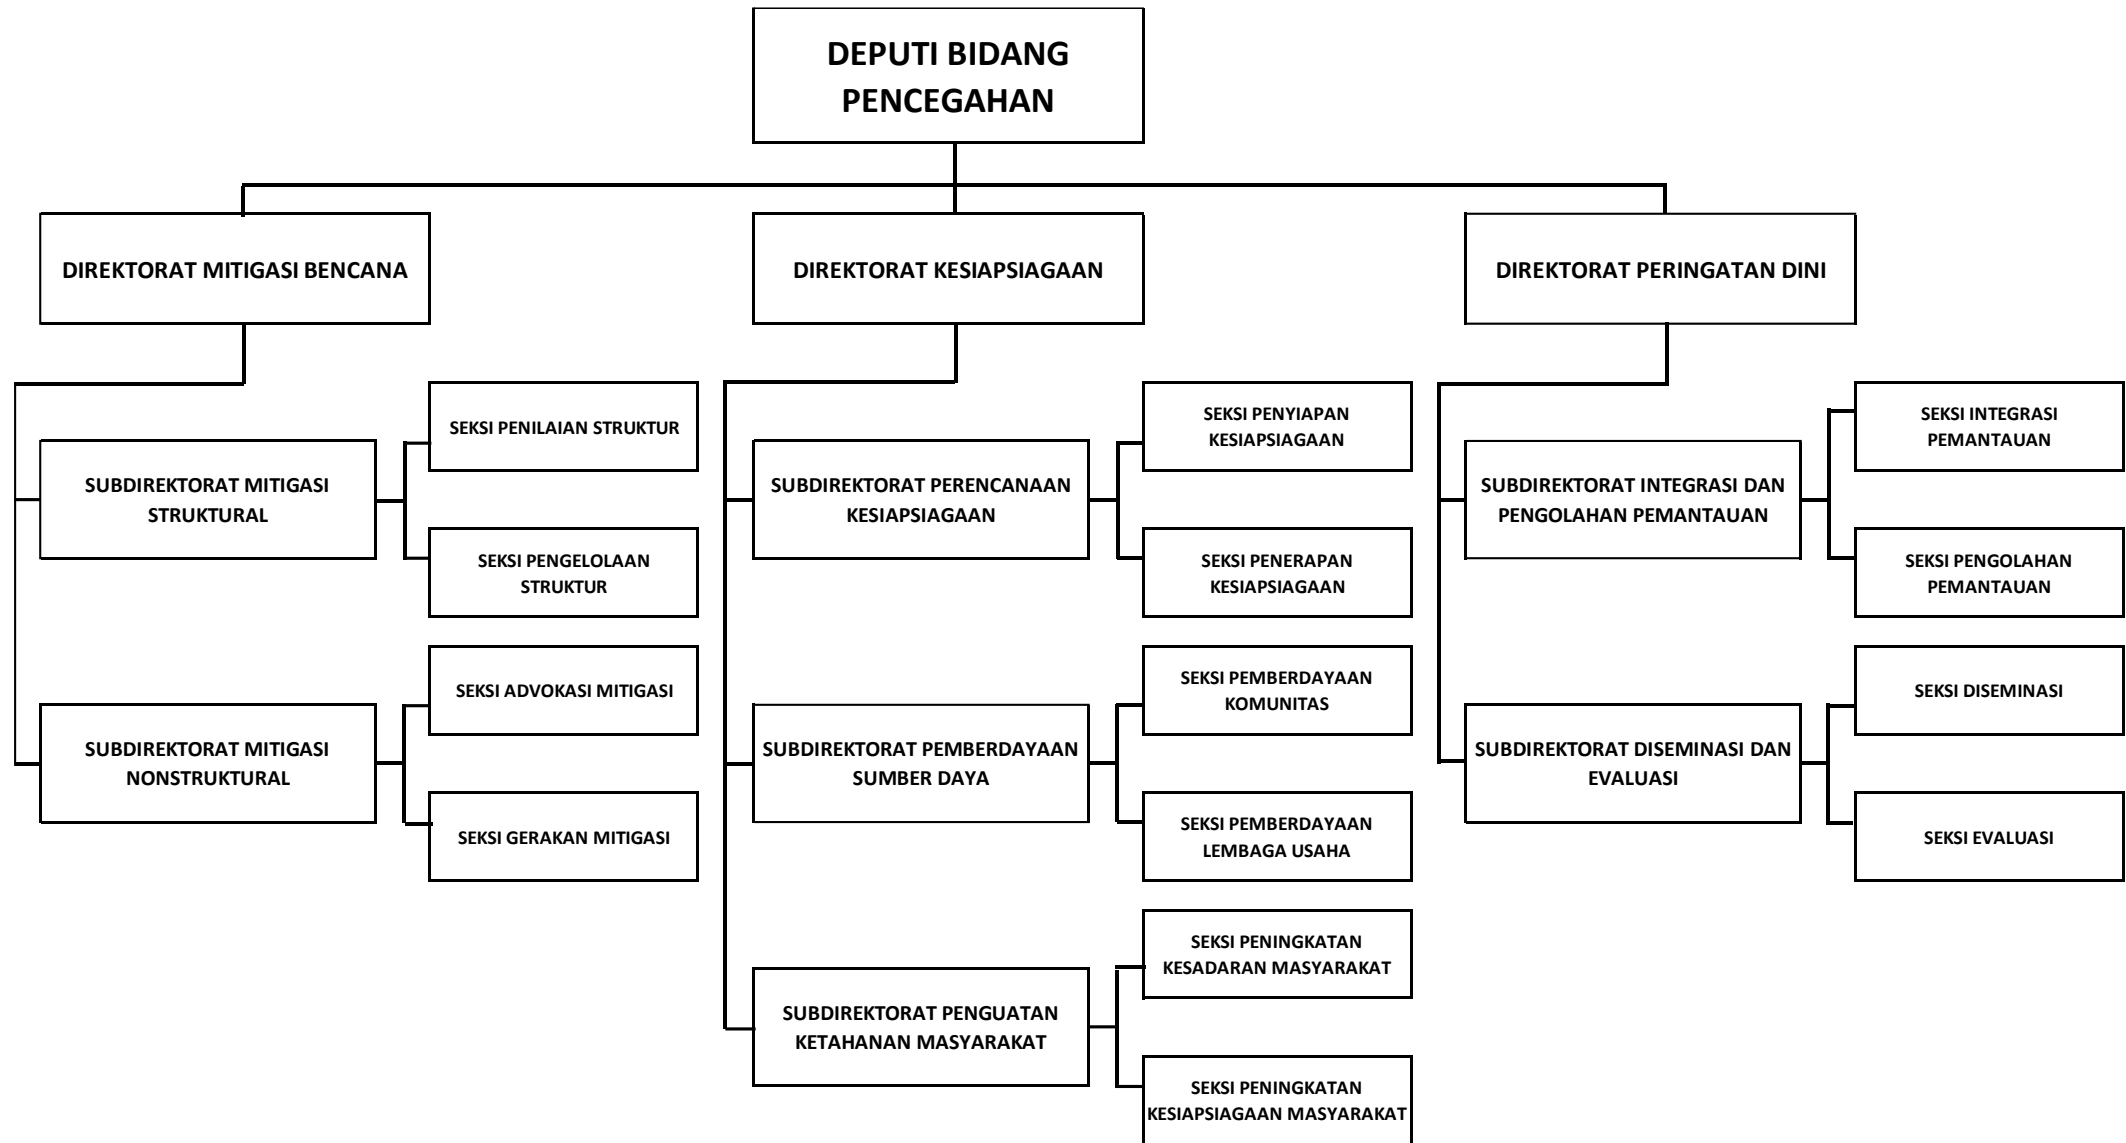 DEPUTI BIDANG
PENCEGAHAN
DIREKTORAT MITIGASI BENCANA
DIREKTORAT KESIAPSIAGAAN
DIREKTORAT PERINGATAN DINI
SUBDIREKTORAT MITIGASI
STRUKTURAL
SEKSI PENILAIAN STRUKTUR
SEKSI PENGELOLAAN
STRUKTUR
SUBDIREKTORAT MITIGASI
NONSTRUKTURAL
SEKSI ADVOKASI MITIGASI
SEKSI GERAKAN MITIGASI
SUBDIREKTORAT PERENCANAAN
KESIAPSIAGAAN
SEKSI PENYIAPAN
KESIAPSIAGAAN
SEKSI PENERAPAN
KESIAPSIAGAAN
SUBDIREKTORAT PEMBERDAYAAN
SUMBER DAYA
SEKSI PEMBERDAYAAN
KOMUNITAS
SEKSI PEMBERDAYAAN
LEMBAGA USAHA
SUBDIREKTORAT PENGUATAN
KETAHANAN MASYARAKAT
SEKSI PENINGKATAN
KESADARAN MASYARAKAT
SEKSI PENINGKATAN
KESIAPSIAGAAN MASYARAKAT
SUBDIREKTORAT INTEGRASI DAN
PENGOLAHAN PEMANTAUAN
SEKSI INTEGRASI
PEMANTAUAN
SEKSI PENGOLAHAN
PEMANTAUAN
SUBDIREKTORAT DISEMINASI DAN
EVALUASI
SEKSI DISEMINASI
SEKSI EVALUASI